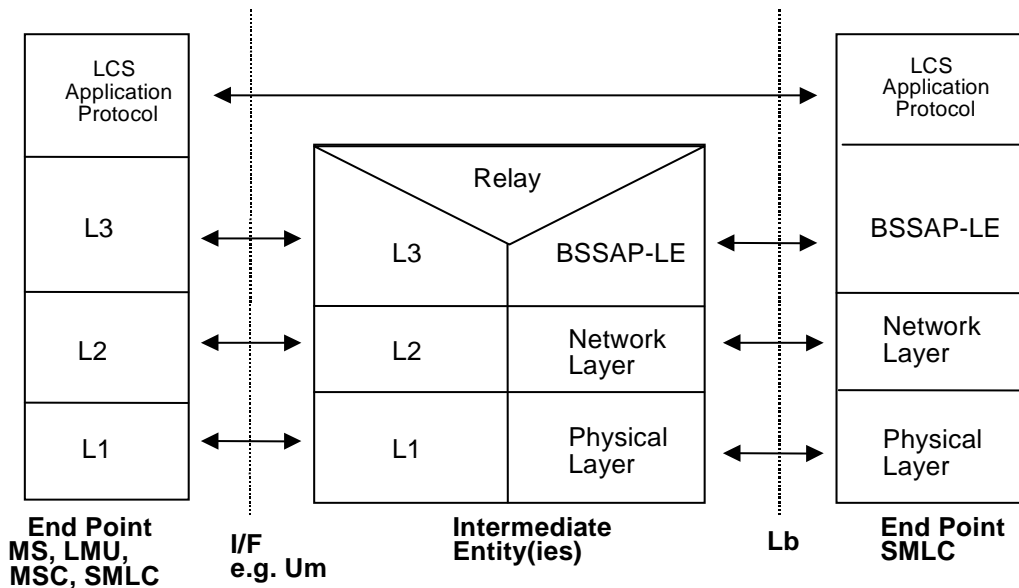 LCS
Application
Protocol
LCS
Application
Protocol
Relay
L3
L3
BSSAP-LE
BSSAP-LE
L2
L2
Network
Layer
Network
Layer
L1
L1
Physical
Layer
Physical
Layer
End Point
MS, LMU,
MSC, SMLC
I/F
e.g. Um
Intermediate
Entity(ies)
Lb
End Point
SMLC